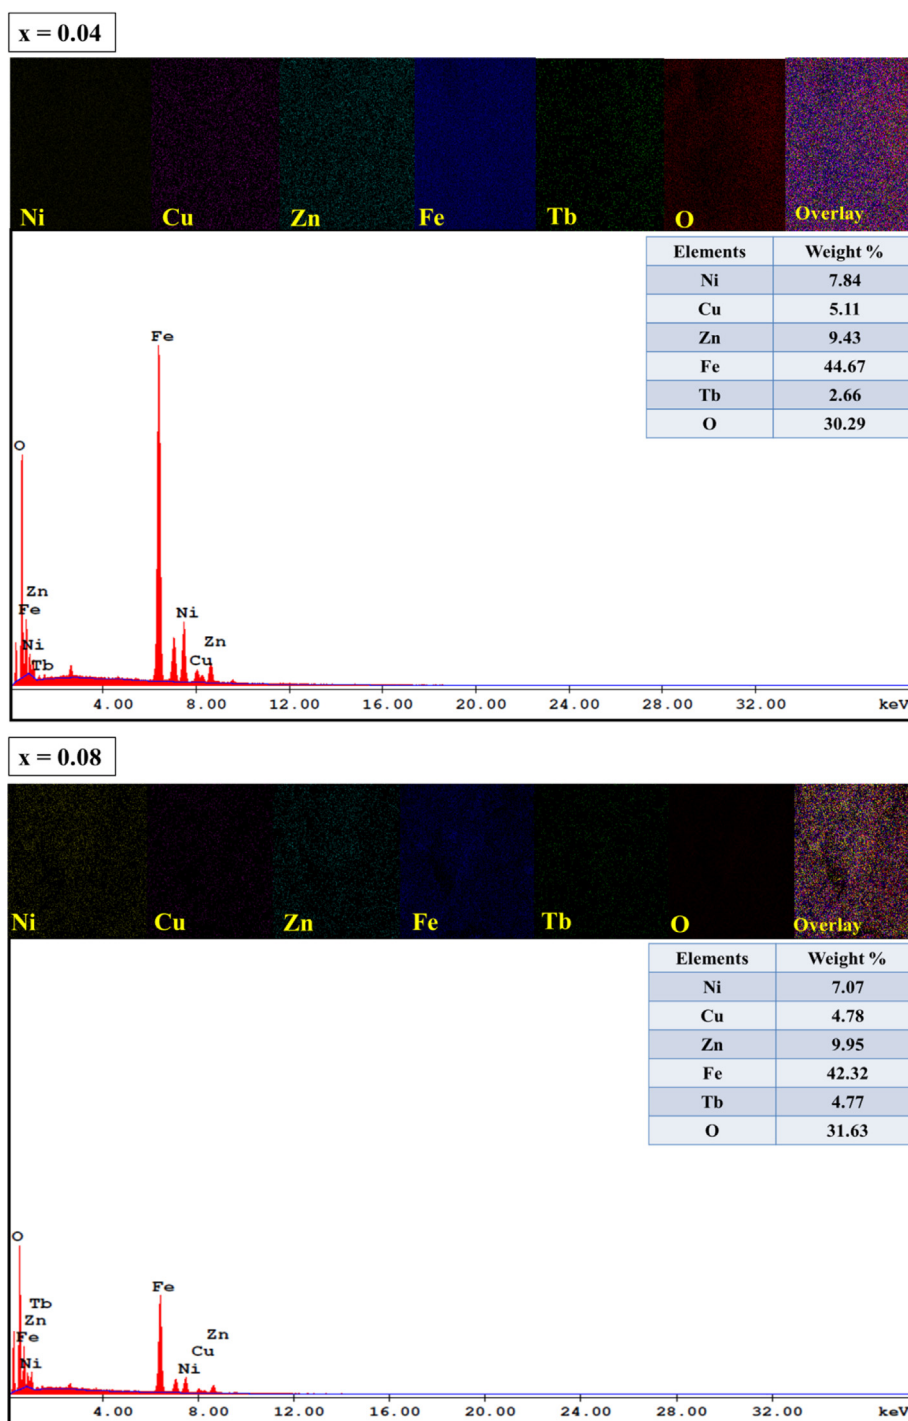 x = 0.04
Ni Cu Zn Fe Tb O Overlay
Elements Weight %
Ni 7.84
Cu 5.11
Zn 9.43
Fe 44.67
Tb 2.66
O 30.29
Fe
O
Zn
Fe
Ni
Tb
Ni
Zn
Cu
4.00 8.00 12.00 16.00 20.00 24.00 28.00 32.00 keV
x = 0.08
Ni Cu Zn Fe Tb O Overlay
Elements Weight %
Ni 7.07
Cu 4.78
Zn 9.95
Fe 42.32
Tb 4.77
O 31.63
O
Tb
Zn
Fe
Ni
Fe
Zn
Cu
Ni
4.00 8.00 12.00 16.00 20.00 24.00 28.00 32.00 keV